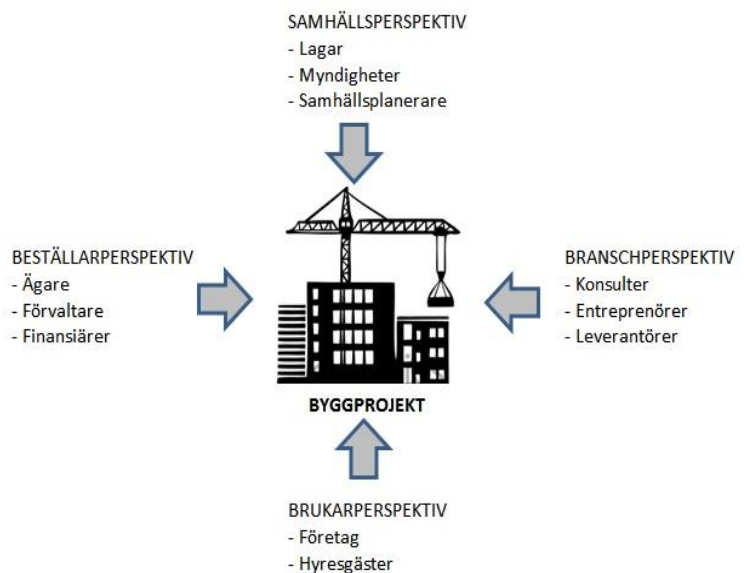 SAMHÄLLSPERSPEKTIV
- Lagar
- Myndigheter
- Samhällsplanerare
BESTÄLLARPERSPEKTIV
- Ägare
- Förvaltare
- Finansiärer
BRANSCHPERSPEKTIV
- Konsulter
- Entreprenörer
- Leverantörer
BYGGPROJEKT
BRUKARPERSPEKTIV
- Företag
- Hyresgäster